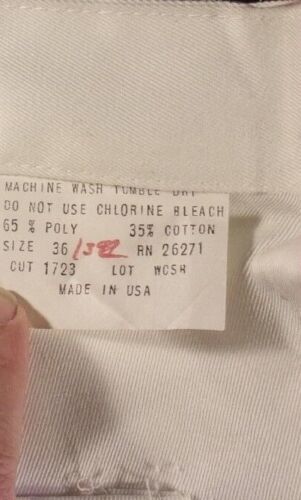 MACHINE WASH TUMBLE DRY
DO NOT USE CHLORINE BLEACH
65 % POLY 35% COTTON
SIZE 36 RN 26271
CUT 1723 LOT WCSH
MADE IN USA